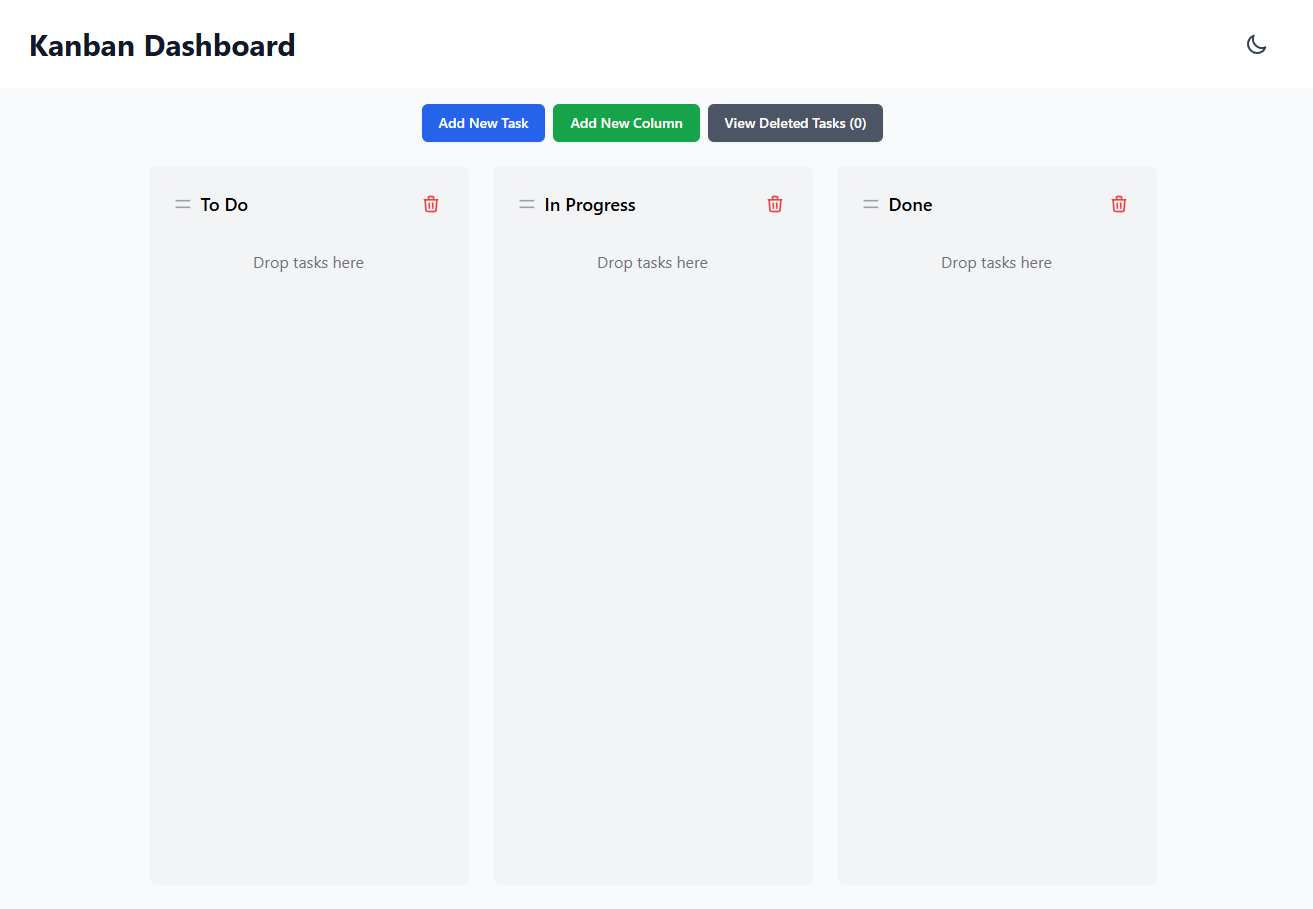 Kanban Dashboard
Add New Task
Add New Column
View Deleted Tasks (0)
To Do
In Progress
Done
Drop tasks here
Drop tasks here
Drop tasks here